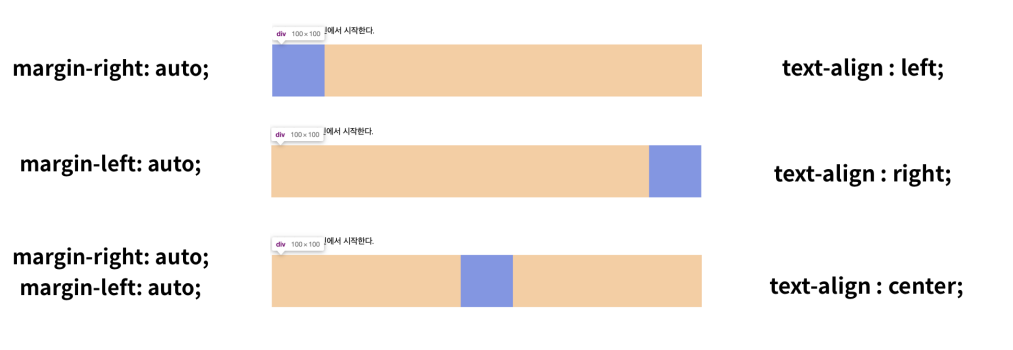 div 100×100 에서 시작한다.
margin-right: auto;
text-align : left;
div 100×100 에서 시작한다.
margin-left: auto;
text-align : right;
div 100×100 에서 시작한다.
margin-right: auto;
margin-left: auto;
text-align : center;